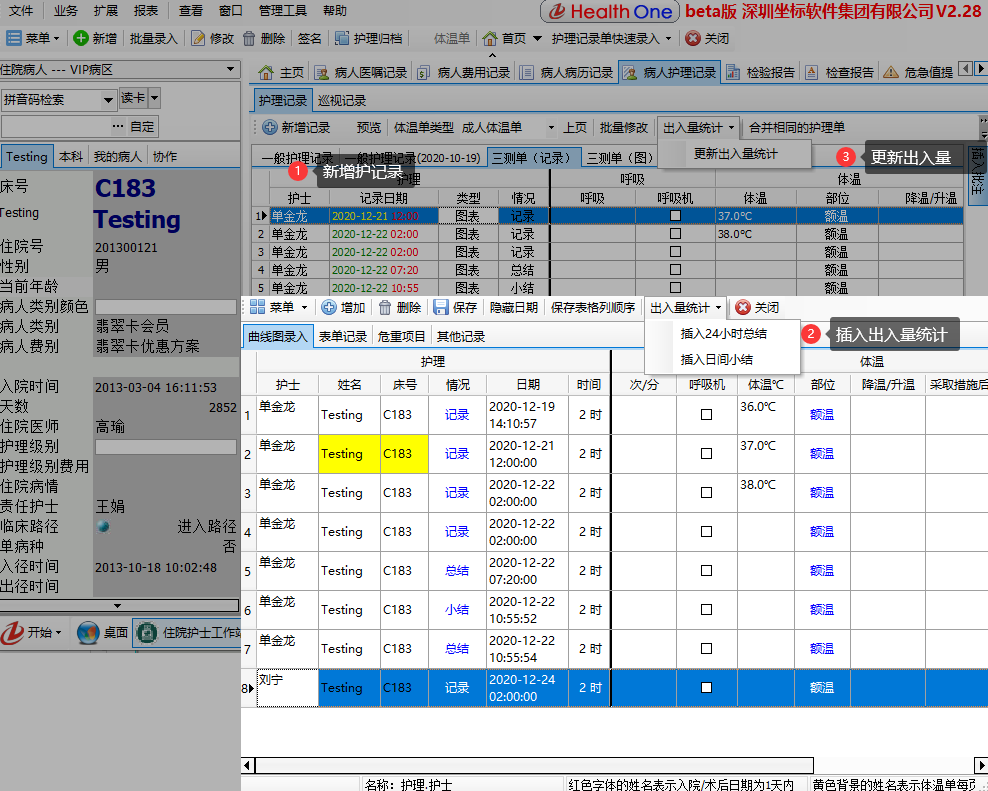 文件 业务 扩展 报表 查看 窗口 管理工具 帮助
Health One beta版 深圳坐标软件集团有限公司 V2.28
菜单 新增 批量录入 修改 删除 签名 护理归档 体温单 首页 护理记录单快速录入 关闭
住院病人 --- VIP病区
主页 病人医嘱记录 病人费用记录 病人病历记录 病人护理记录 检验报告 检查报告 危急值提
拼音码检索 读卡
护理记录 巡视记录
··· 自定
新增记录 预览 体温单类型 成人体温单 上页 批量修改 出入量统计 合并相同的护理单
更新出入量统计
3 更新出入量
插入批注
Testing 本科 我的病人 协作
一般护理记录 一般护理记录(2020-10-19) 三测单（记录） 三测单（图）
1 新增护记录
护理 呼吸 体温
护士 记录日期 类型 情况 呼吸 呼吸机 体温 部位 降温/升温
1 单金龙 2020-12-21 12:00 图表 记录 37.0℃ 额温
2 单金龙 2020-12-22 02:00 图表 记录 38.0℃ 额温
3 单金龙 2020-12-22 02:00 图表 记录 额温
4 单金龙 2020-12-22 07:20 图表 总结 额温
5 单金龙 2020-12-22 10:55 图表 小结 额温
床号 C183
Testing Testing
住院号 201300121
性别 男
当前年龄
病人类别颜色
病人类别 翡翠卡会员
病人费别 翡翠卡优惠方案
入院时间 2013-03-04 16:11:53
天数 2852
住院医师 高瑜
护理级别
护理级别费用
住院病情
责任护士 王娟
临床路径 进入路径
单病种 否
入径时间 2013-10-18 10:02:48
出径时间
开始 桌面 住院护士工作站
菜单 增加 删除 保存 隐藏日期 保存表格列顺序 出入量统计 关闭
曲线图录入 表单记录 危重项目 其他记录
插入24小时总结
插入日间小结
2 插入出入量统计
护理 体温
护士 姓名 床号 情况 日期 时间 次/分 呼吸机 体温℃ 部位 降温/升温 采取措施后
1 单金龙 Testing C183 记录 2020-12-19 14:10:57 2 时 36.0℃ 额温
2 单金龙 Testing C183 记录 2020-12-21 12:00:00 2 时 37.0℃ 额温
3 单金龙 Testing C183 记录 2020-12-22 02:00:00 2 时 38.0℃ 额温
4 单金龙 Testing C183 记录 2020-12-22 02:00:00 2 时 额温
5 单金龙 Testing C183 总结 2020-12-22 07:20:00 2 时 额温
6 单金龙 Testing C183 小结 2020-12-22 10:55:52 2 时 额温
7 单金龙 Testing C183 总结 2020-12-22 10:55:54 2 时 额温
8 刘宁 Testing C183 记录 2020-12-24 02:00:00 2 时 额温
名称：护理.护士 红色字体的姓名表示入院/术后日期为1天内 黄色背景的姓名表示体温单每页